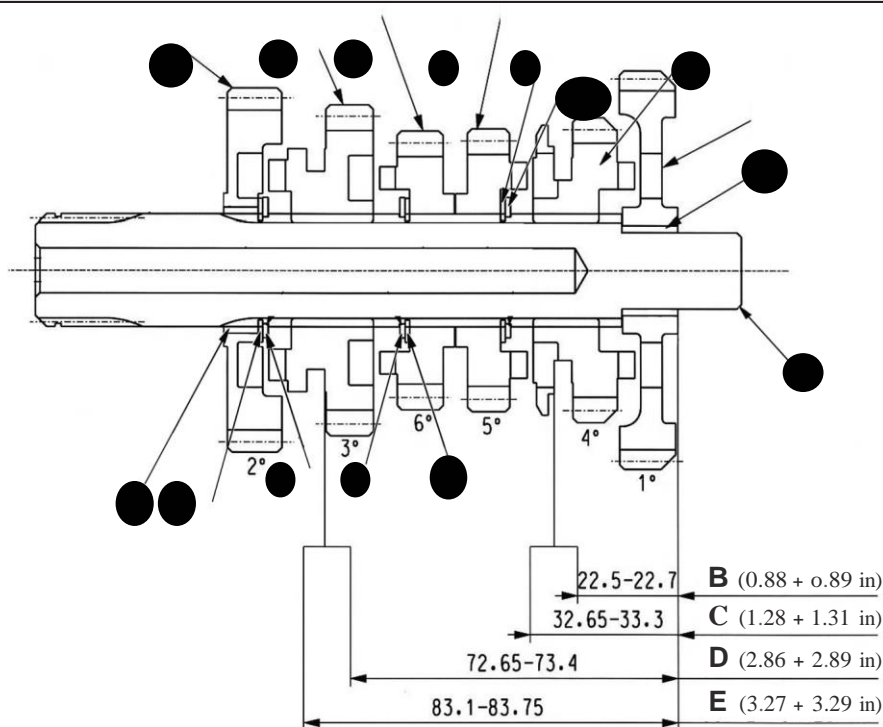 6°
5°
3°
4°
2°
1°
22.5-22.7 B (0.88 + o.89 in)
32.65-33.3 C (1.28 + 1.31 in)
72.65-73.4 D (2.86 + 2.89 in)
83.1-83.75 E (3.27 + 3.29 in)